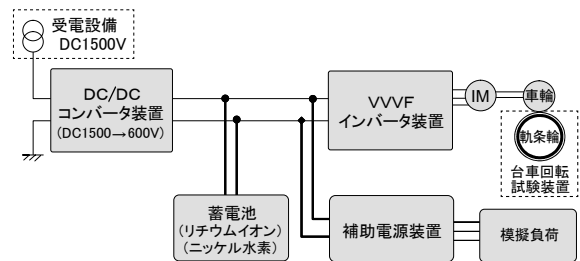 受電設備
DC1500V
DC/DC
コンバータ装置
(DC1500→600V)
VVVF
インバータ装置
IM
車輪
軌条輪
台車回転
試験装置
蓄電池
(リチウムイオン)
(ニッケル水素)
補助電源装置
模擬負荷